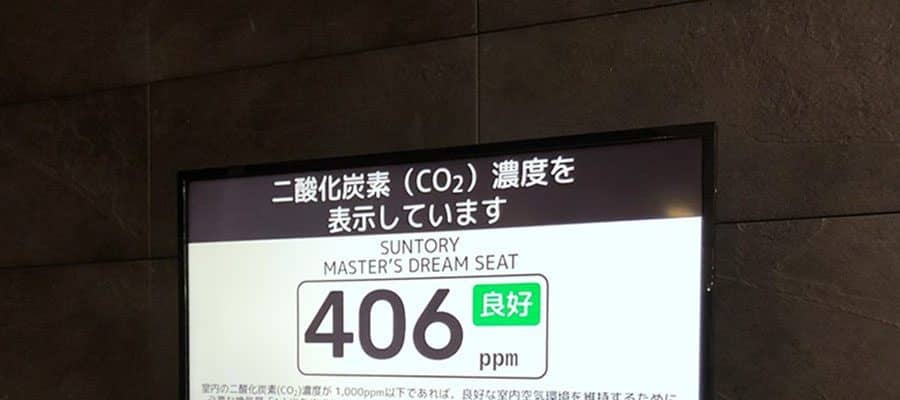 二酸化炭素（CO₂）濃度を
表示しています
SUNTORY
MASTER'S DREAM SEAT
406 良好
ppm
室内の二酸化炭素(CO₂)濃度が 1,000ppm以下であれば、良好な室内空気環境を維持するために